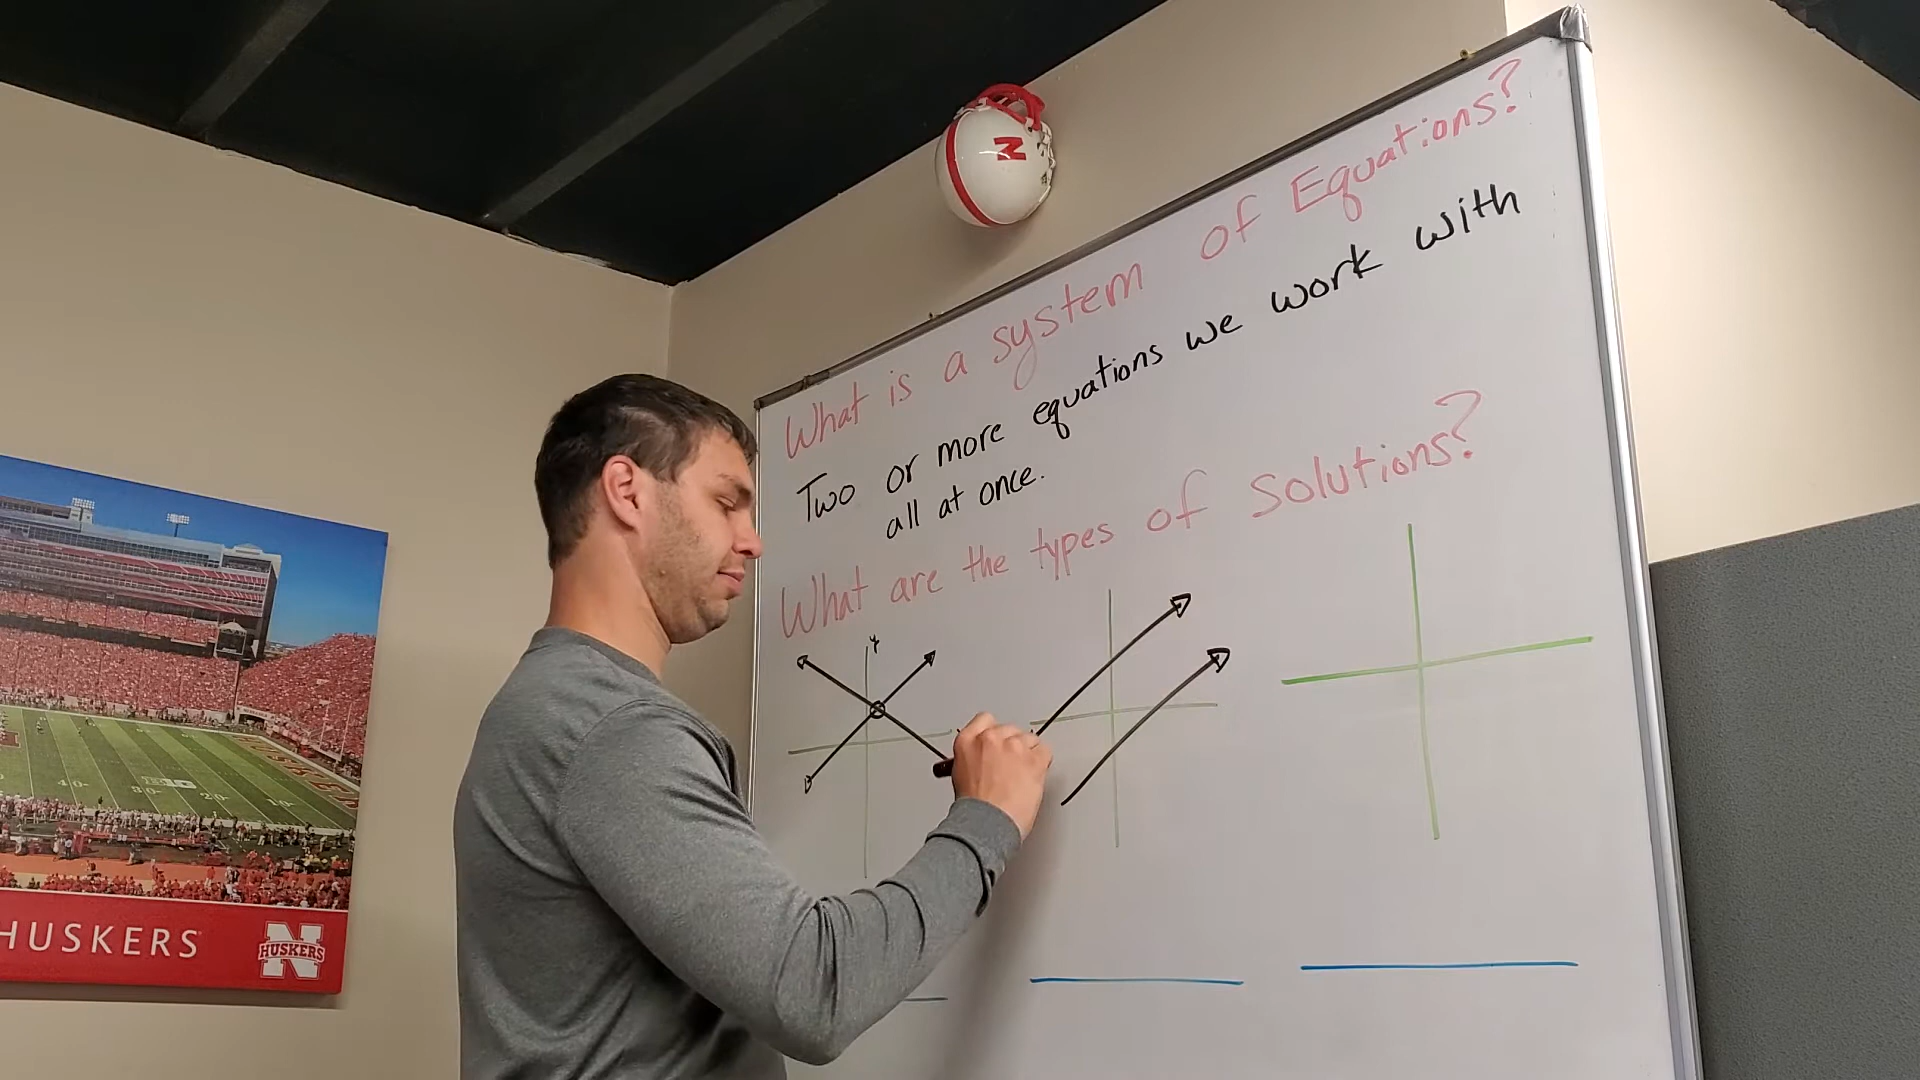 N
What is a system of Equations?
Two or more equations we work with
all at once.
What are the types of solutions?
Y
HUSKERS
N
HUSKERS